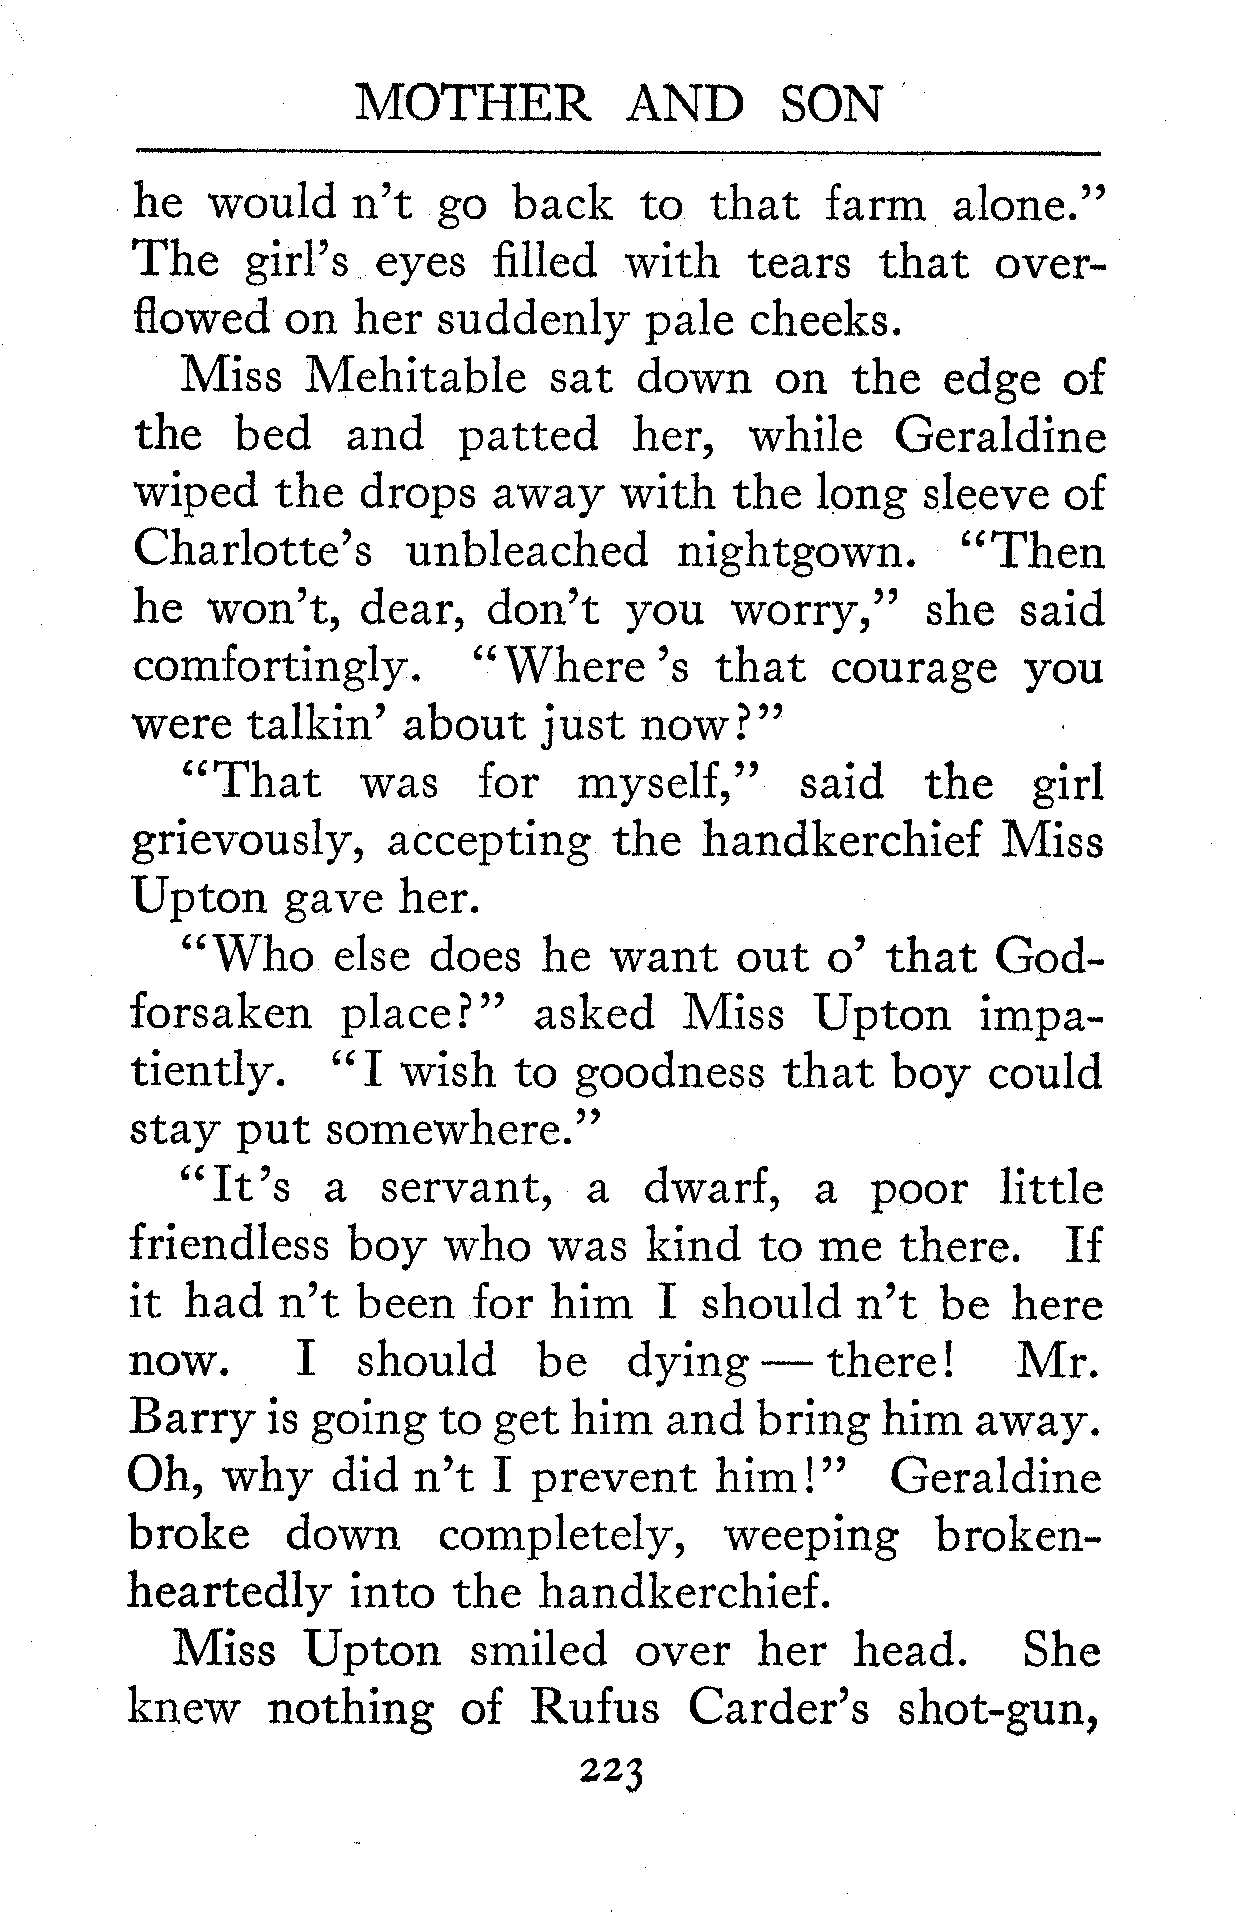 MOTHER AND SON
he would n't go back to that farm alone."
The girl's eyes filled with tears that over-
flowed on her suddenly pale cheeks.
Miss Mehitable sat down on the edge of
the bed and patted her, while Geraldine
wiped the drops away with the long sleeve of
Charlotte's unbleached nightgown. "Then
he won't, dear, don't you worry," she said
comfortingly. "Where 's that courage you
were talkin' about just now?"
"That was for myself," said the girl
grievously, accepting the handkerchief Miss
Upton gave her.
"Who else does he want out o' that God-
forsaken place?" asked Miss Upton impa-
tiently. "I wish to goodness that boy could
stay put somewhere."
"It's a servant, a dwarf, a poor little
friendless boy who was kind to me there. If
it had n't been for him I should n't be here
now. I should be dying — there! Mr.
Barry is going to get him and bring him away.
Oh, why did n't I prevent him!" Geraldine
broke down completely, weeping broken-
heartedly into the handkerchief.
Miss Upton smiled over her head. She
knew nothing of Rufus Carder's shot-gun,
223